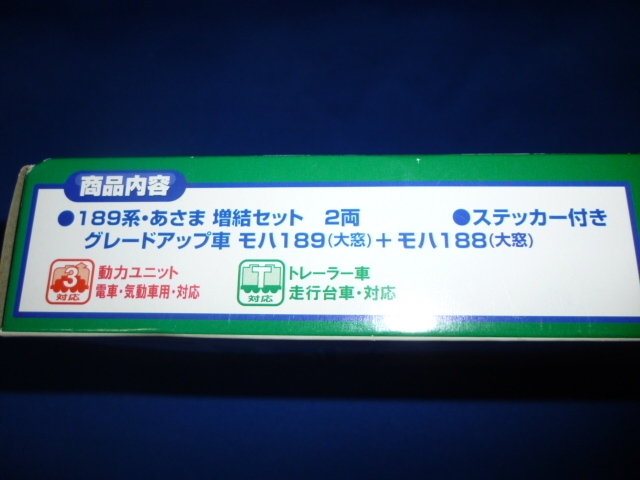 商品内容
●189系・あさま 増結セット 2両 ●ステッカー付き
グレードアップ車 モハ189(大窓)+モハ188(大窓)
3 対応 動力ユニット
電車・気動車用・対応
T 対応 トレーラー車
走行台車・対応